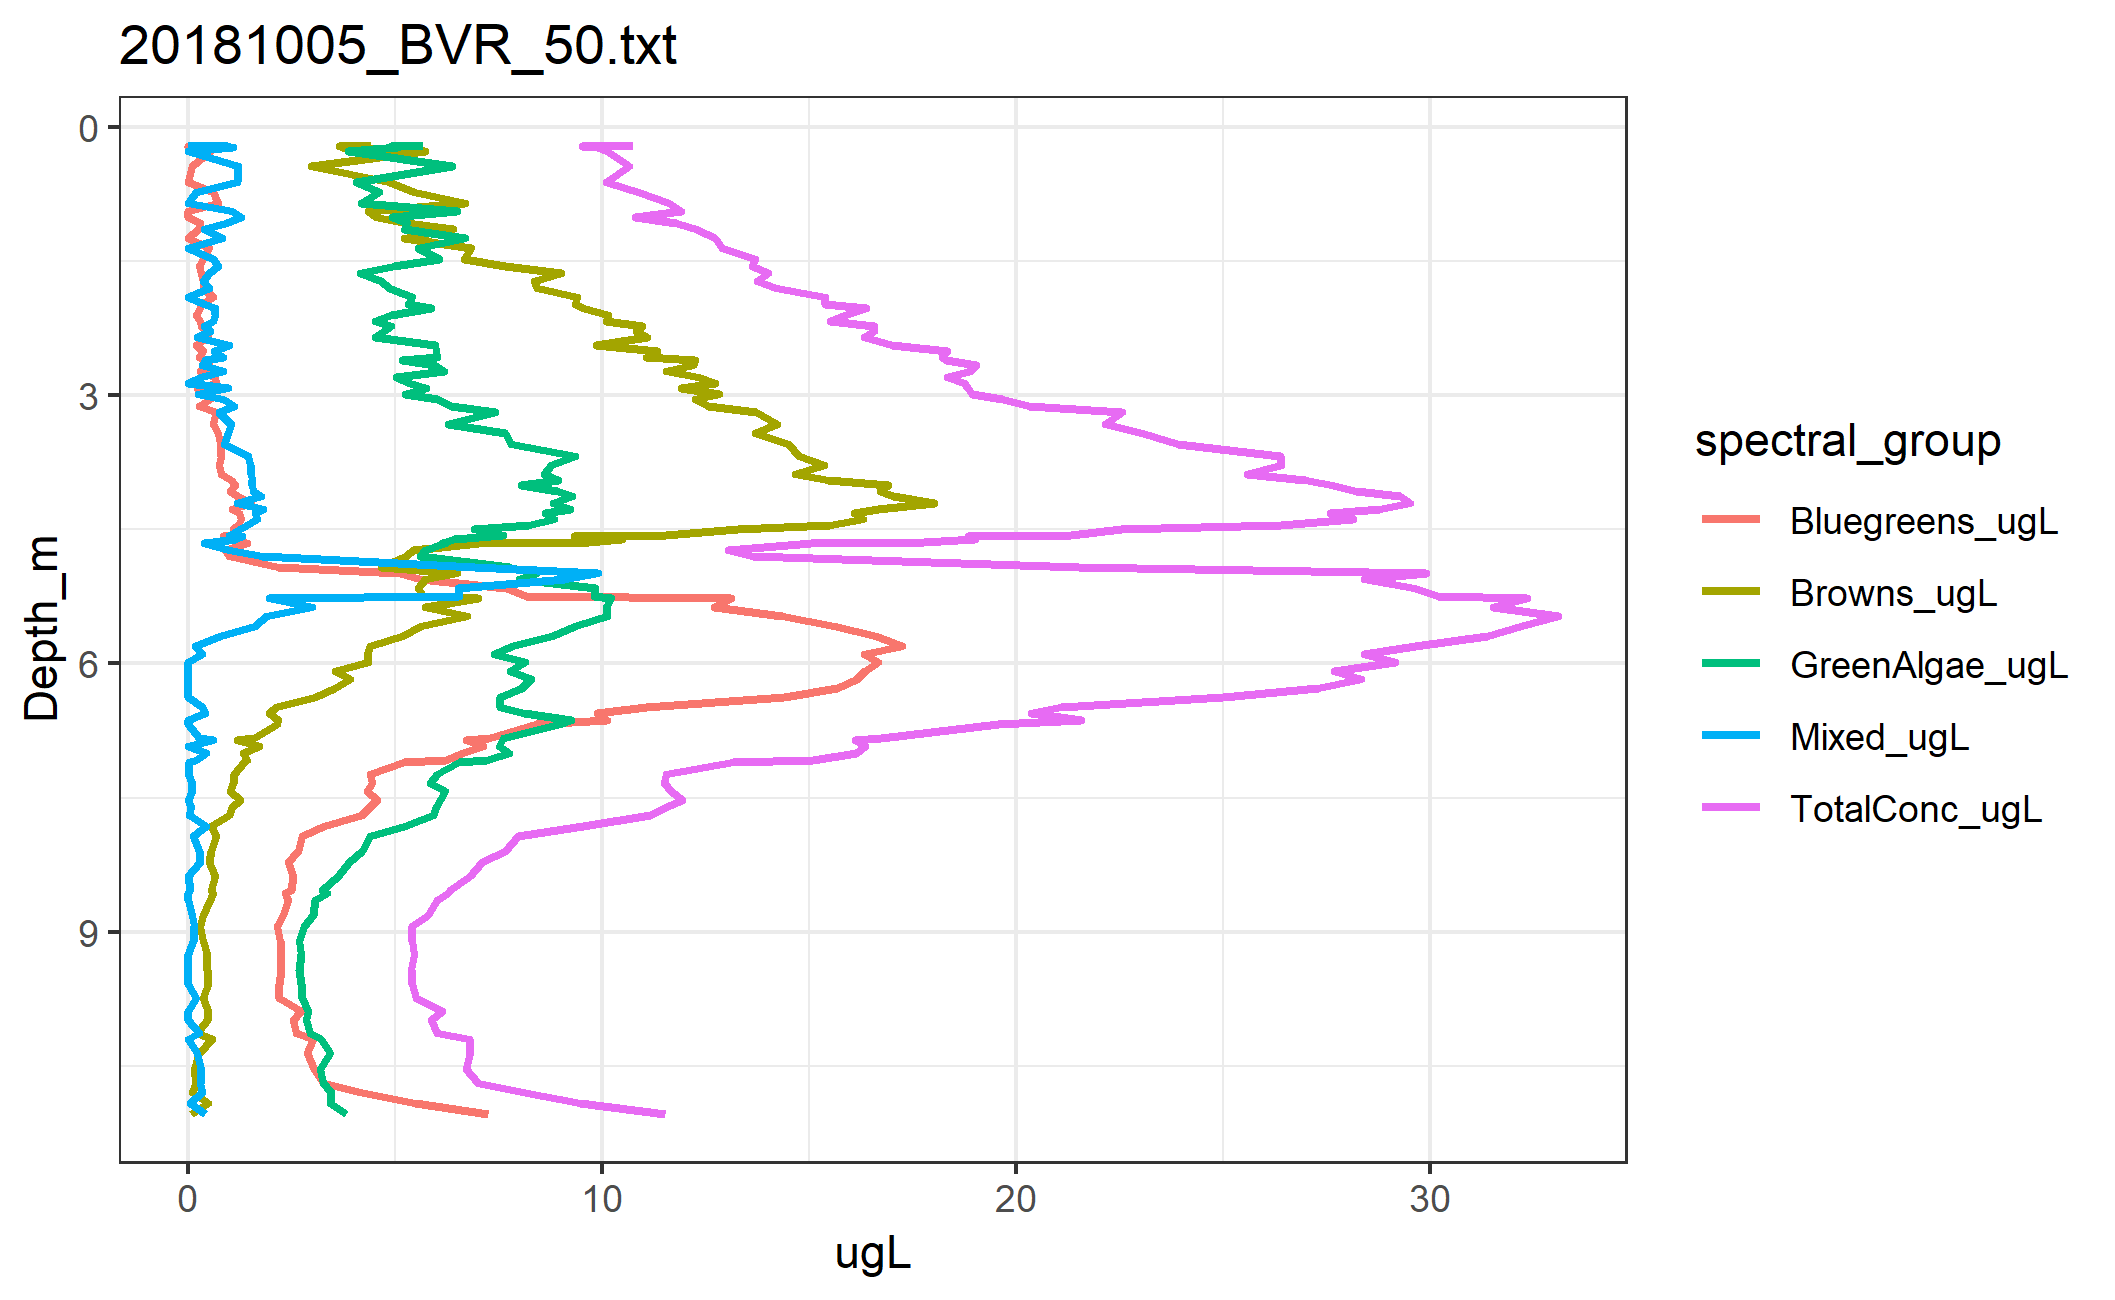 20181005_BVR_50.txt
0
3
6
9
Depth_m
0
10
20
30
ugL
spectral_group
Bluegreens_ugL
Browns_ugL
GreenAlgae_ugL
Mixed_ugL
TotalConc_ugL